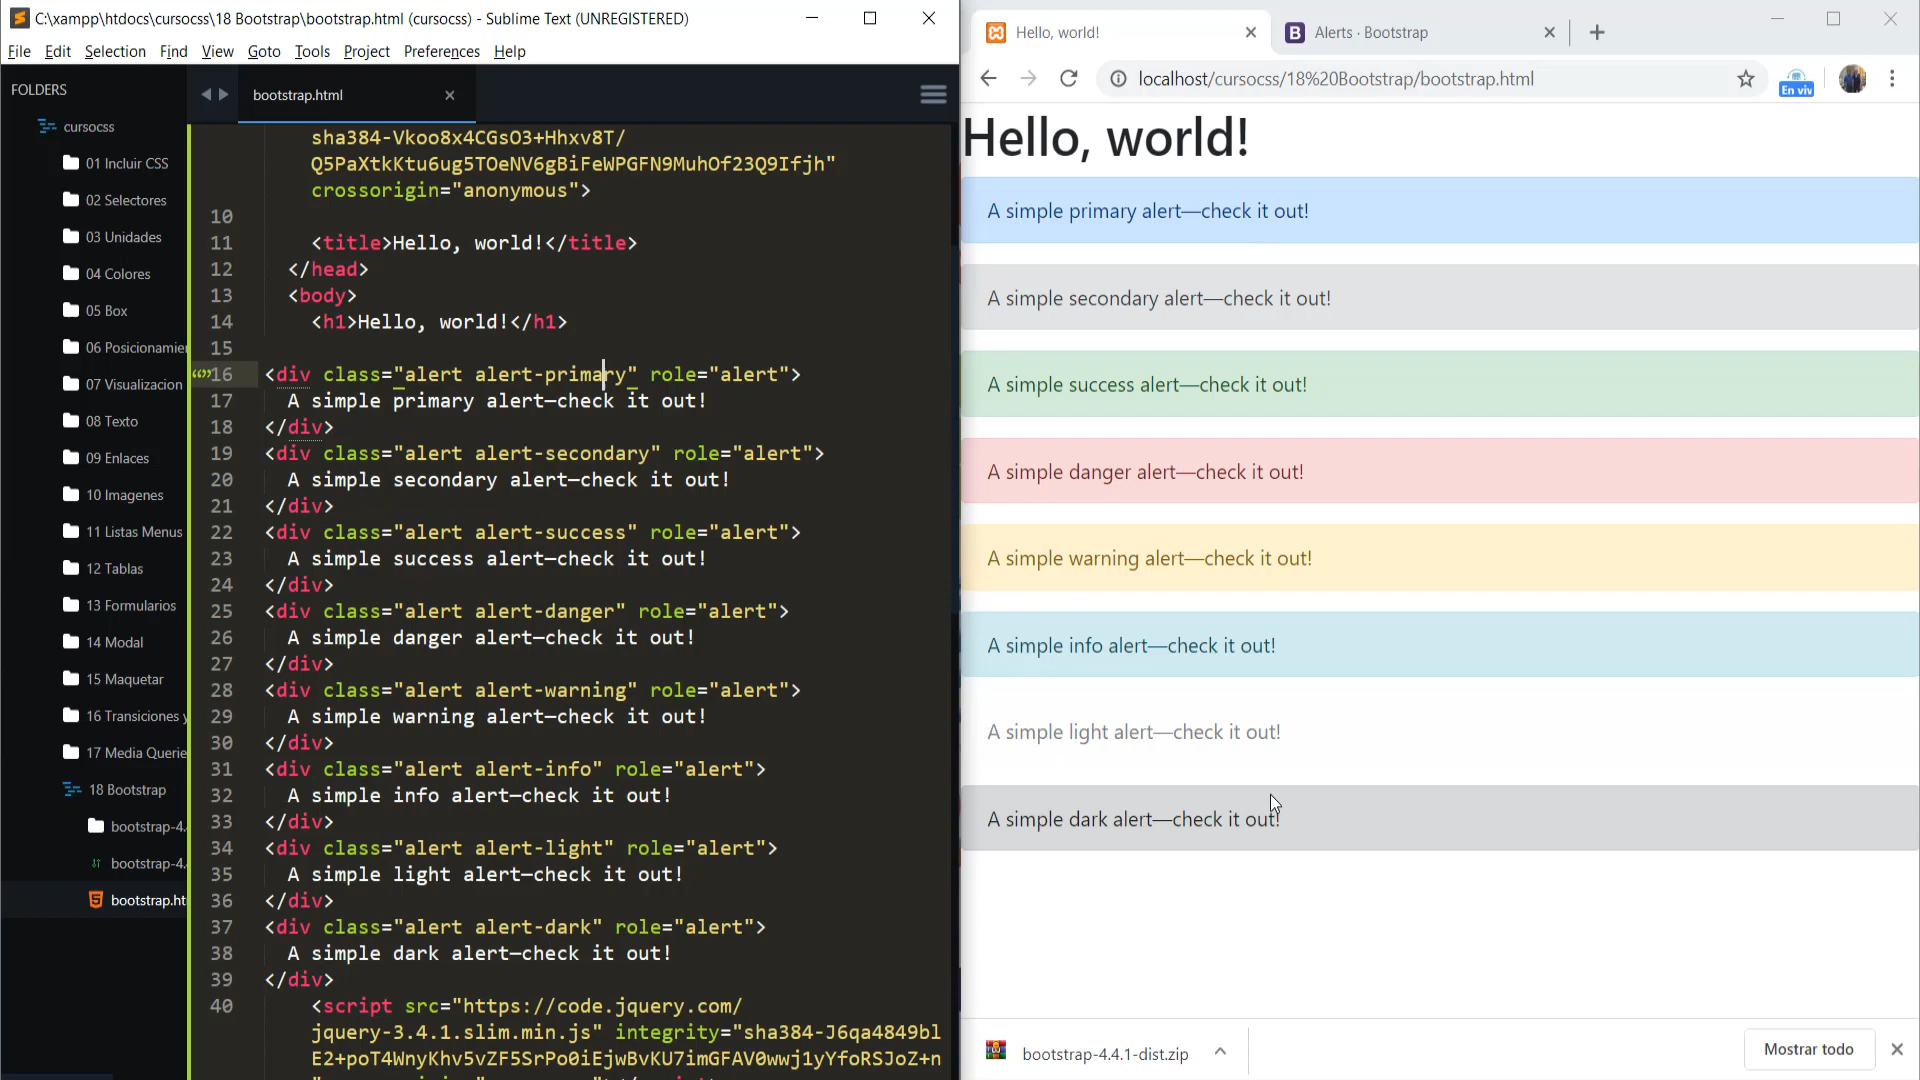 C:\xampp\htdocs\cursocss\18 Bootstrap\bootstrap.html (cursocss) - Sublime Text (UNREGISTERED)
File Edit Selection Find View Goto Tools Project Preferences Help
FOLDERS
cursocss
01 Incluir CSS
02 Selectores
03 Unidades
04 Colores
05 Box
06 Posicionamie
07 Visualizacion
08 Texto
09 Enlaces
10 Imagenes
11 Listas Menus
12 Tablas
13 Formularios
14 Modal
15 Maquetar
16 Transiciones y
17 Media Querie
18 Bootstrap
bootstrap-4.
bootstrap-4.
bootstrap.ht
bootstrap.html
sha384-Vkoo8x4CGsO3+Hhxv8T/
Q5PaXtkKtu6ug5TOeNV6gBiFeWPGFN9MuhOf23Q9Ifjh"
crossorigin="anonymous">
10
11 <title>Hello, world!</title>
12 </head>
13 <body>
14 <h1>Hello, world!</h1>
15
16 <div class="alert alert-primary" role="alert">
17 A simple primary alert—check it out!
18 </div>
19 <div class="alert alert-secondary" role="alert">
20 A simple secondary alert—check it out!
21 </div>
22 <div class="alert alert-success" role="alert">
23 A simple success alert—check it out!
24 </div>
25 <div class="alert alert-danger" role="alert">
26 A simple danger alert—check it out!
27 </div>
28 <div class="alert alert-warning" role="alert">
29 A simple warning alert—check it out!
30 </div>
31 <div class="alert alert-info" role="alert">
32 A simple info alert—check it out!
33 </div>
34 <div class="alert alert-light" role="alert">
35 A simple light alert—check it out!
36 </div>
37 <div class="alert alert-dark" role="alert">
38 A simple dark alert—check it out!
39 </div>
40 <script src="https://code.jquery.com/
jquery-3.4.1.slim.min.js" integrity="sha384-J6qa4849bl
E2+poT4WnyKhv5vZF5SrPo0iEjwBvKU7imGFAV0wwj1yYfoRSJoZ+n
Hello, world!
Alerts · Bootstrap
localhost/cursocss/18%20Bootstrap/bootstrap.html
En viv
Hello, world!
A simple primary alert—check it out!
A simple secondary alert—check it out!
A simple success alert—check it out!
A simple danger alert—check it out!
A simple warning alert—check it out!
A simple info alert—check it out!
A simple light alert—check it out!
A simple dark alert—check it out!
bootstrap-4.4.1-dist.zip
Mostrar todo